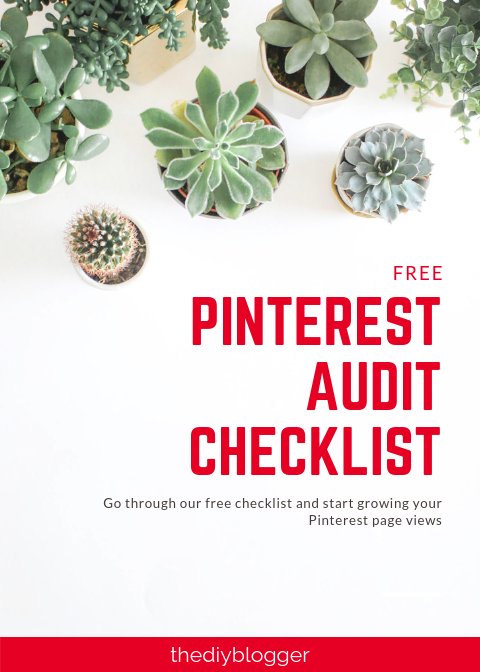 FREE
PINTEREST
AUDIT
CHECKLIST
Go through our free checklist and start growing your
Pinterest page views
thediyblogger